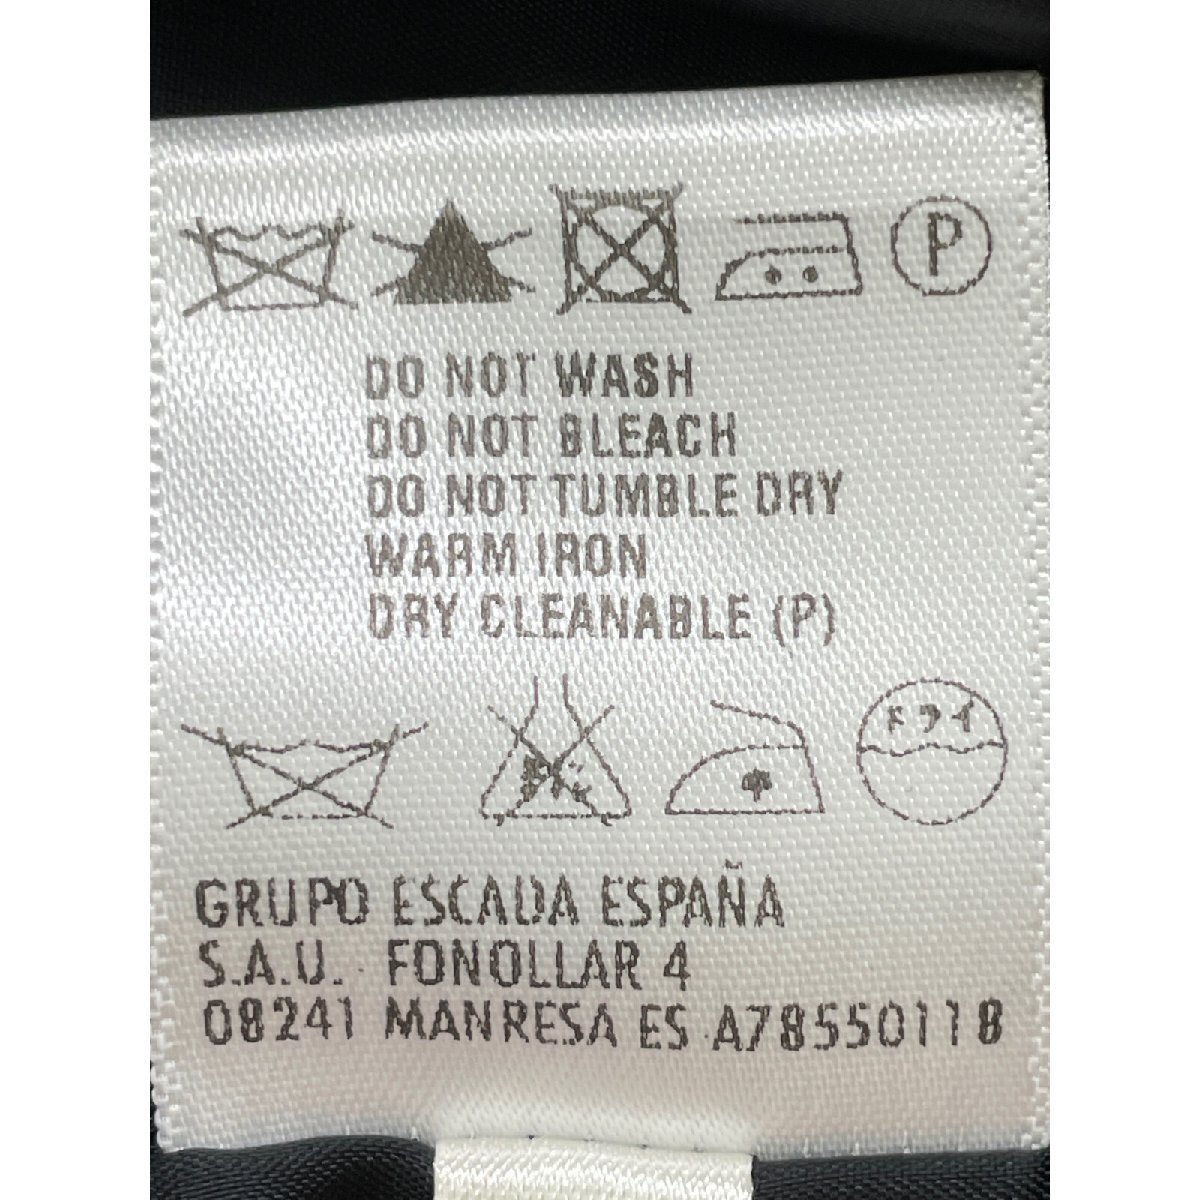 P
DO NOT WASH
DO NOT BLEACH
DO NOT TUMBLE DRY
WARM IRON
DRY CLEANABLE (P)
中 ドライ
GRUPO ESCADA ESPAÑA
S.A.U. FONOLLAR 4
08241 MANRESA ES A78550118